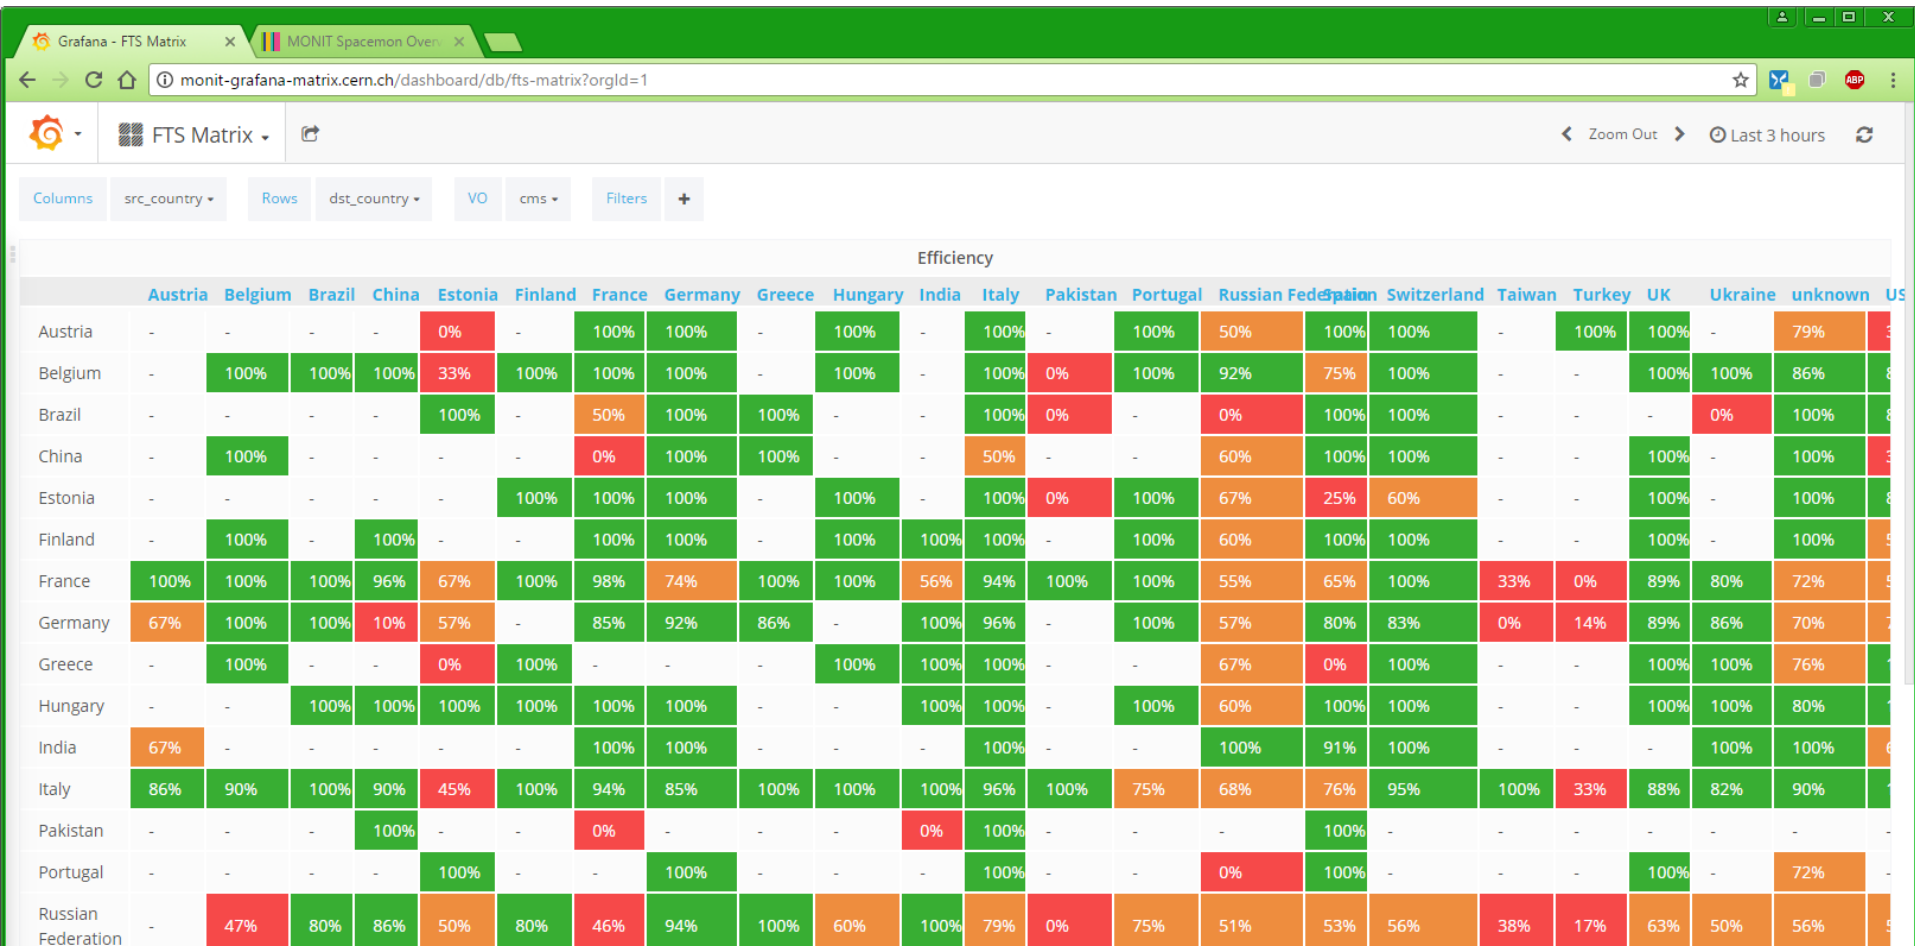 Grafana - FTS Matrix
MONIT Spacemon Over
monit-grafana-matrix.cern.ch/dashboard/db/fts-matrix?orgId=1
ABP
FTS Matrix
Zoom Out
Last 3 hours
Columns src_country Rows dst_country VO cms Filters +
Efficiency
Austria Belgium Brazil China Estonia Finland France Germany Greece Hungary India Italy Pakistan Portugal Russian Federation Spain Switzerland Taiwan Turkey UK Ukraine unknown US
Austria - - - - 0% - 100% 100% - 100% - 100% - 100% 50% 100% 100% - 100% 100% - 79%
Belgium - 100% 100% 100% 33% 100% 100% 100% - 100% - 100% 0% 100% 92% 75% 100% - - 100% 100% 86%
Brazil - - - - 100% - 50% 100% 100% - - 100% 0% - 0% 100% 100% - - - 0% 100%
China - 100% - - - - 0% 100% 100% - - 50% - - 60% 100% 100% - - 100% - 100%
Estonia - - - - - 100% 100% 100% - 100% - 100% 0% 100% 67% 25% 60% - - 100% - 100%
Finland - 100% - 100% - - 100% 100% - 100% 100% 100% - 100% 60% 100% 100% - - 100% - 100%
France 100% 100% 100% 96% 67% 100% 98% 74% 100% 100% 56% 94% 100% 100% 55% 65% 100% 33% 0% 89% 80% 72%
Germany 67% 100% 100% 10% 57% - 85% 92% 86% - 100% 96% - 100% 57% 80% 83% 0% 14% 89% 86% 70%
Greece - 100% - - 0% 100% - - - 100% 100% 100% - - 67% 0% 100% - - 100% 100% 76%
Hungary - - 100% 100% 100% 100% 100% 100% - - 100% 100% - 100% 60% 100% 100% - - 100% 100% 80%
India 67% - - - - - 100% 100% - - - 100% - - 100% 91% 100% - - - 100% 100%
Italy 86% 90% 100% 90% 45% 100% 94% 85% 100% 100% 100% 96% 100% 75% 68% 76% 95% 100% 33% 88% 82% 90%
Pakistan - - - 100% - - 0% - - - 0% 100% - - - 100% - - - - - - -
Portugal - - - - 100% - - 100% - - - 100% - - 0% 100% - - - 100% - 72% -
Russian
Federation - 47% 80% 86% 50% 80% 46% 94% 100% 60% 100% 79% 0% 75% 51% 53% 56% 38% 17% 63% 50% 56%